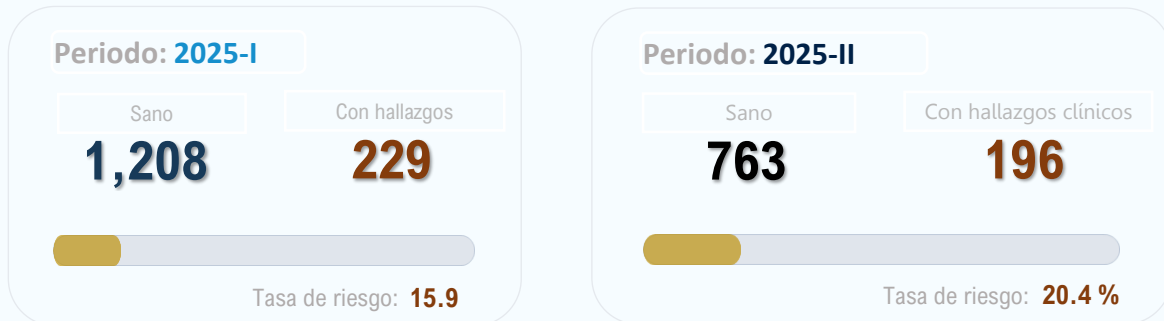 Periodo: 2025-I
Sano
Con hallazgos
1,208
229
Tasa de riesgo: 15.9
Periodo: 2025-II
Sano
Con hallazgos clínicos
763
196
Tasa de riesgo: 20.4 %